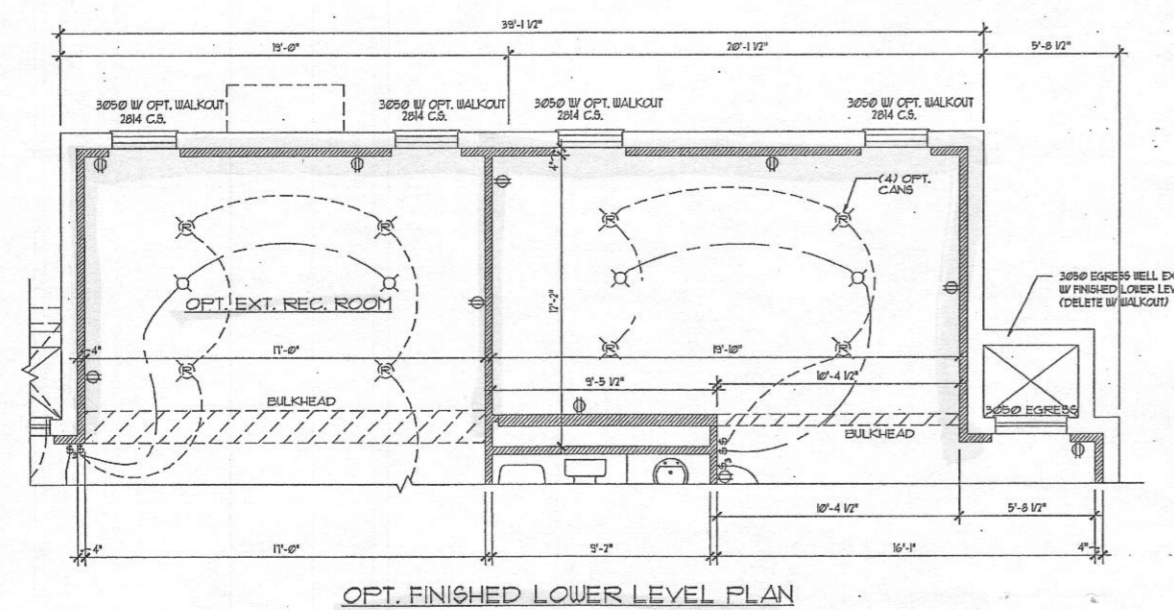 39'-1 1/2"
19'-0"
20'-1 1/2"
5'-8 1/2"
3050 W/ OPT. WALKOUT
2814 C.S.
3050 W/ OPT. WALKOUT
2814 C.S.
3050 W/ OPT. WALKOUT
2814 C.S.
3050 W/ OPT. WALKOUT
2814 C.S.
(4) OPT.
CANS
3050 EGRESS WELL EX
W/ FINISHED LOWER LEV
(DELETE W/ WALKOUT)
OPT. EXT. REC. ROOM
17'-2"
4"
17'-0"
19'-10"
9'-5 1/2"
10'-4 1/2"
BULKHEAD
3050 EGRESS
BULKHEAD
10'-4 1/2"
5'-8 1/2"
4"
17'-0"
9'-2"
16'-1"
4"
OPT. FINISHED LOWER LEVEL PLAN